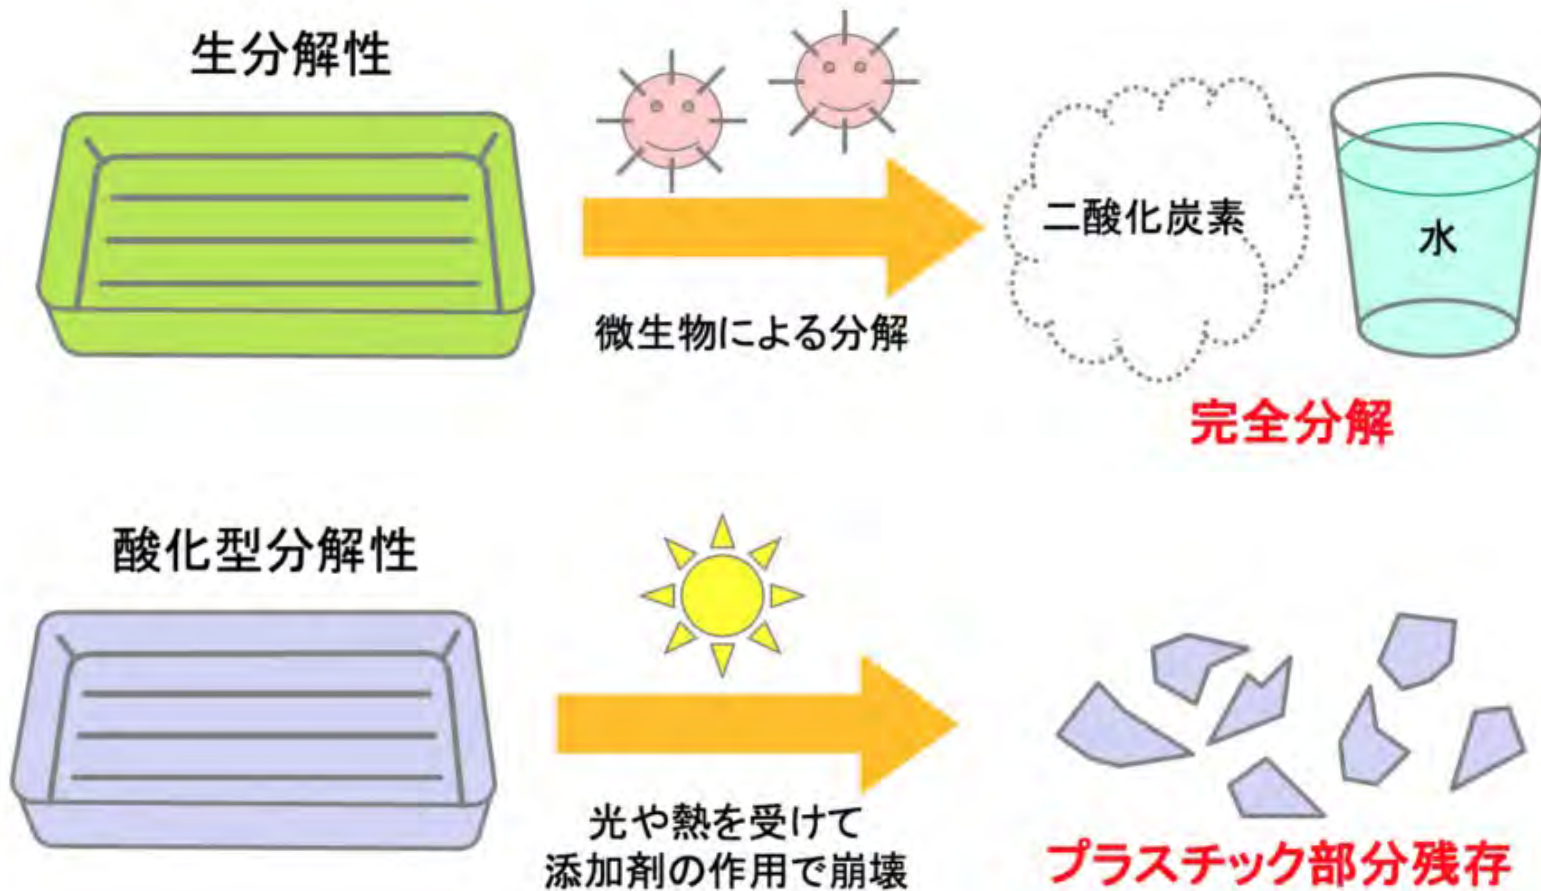 生分解性
微生物による分解
二酸化炭素
水
完全分解
酸化型分解性
光や熱を受けて
添加剤の作用で崩壊
プラスチック部分残存